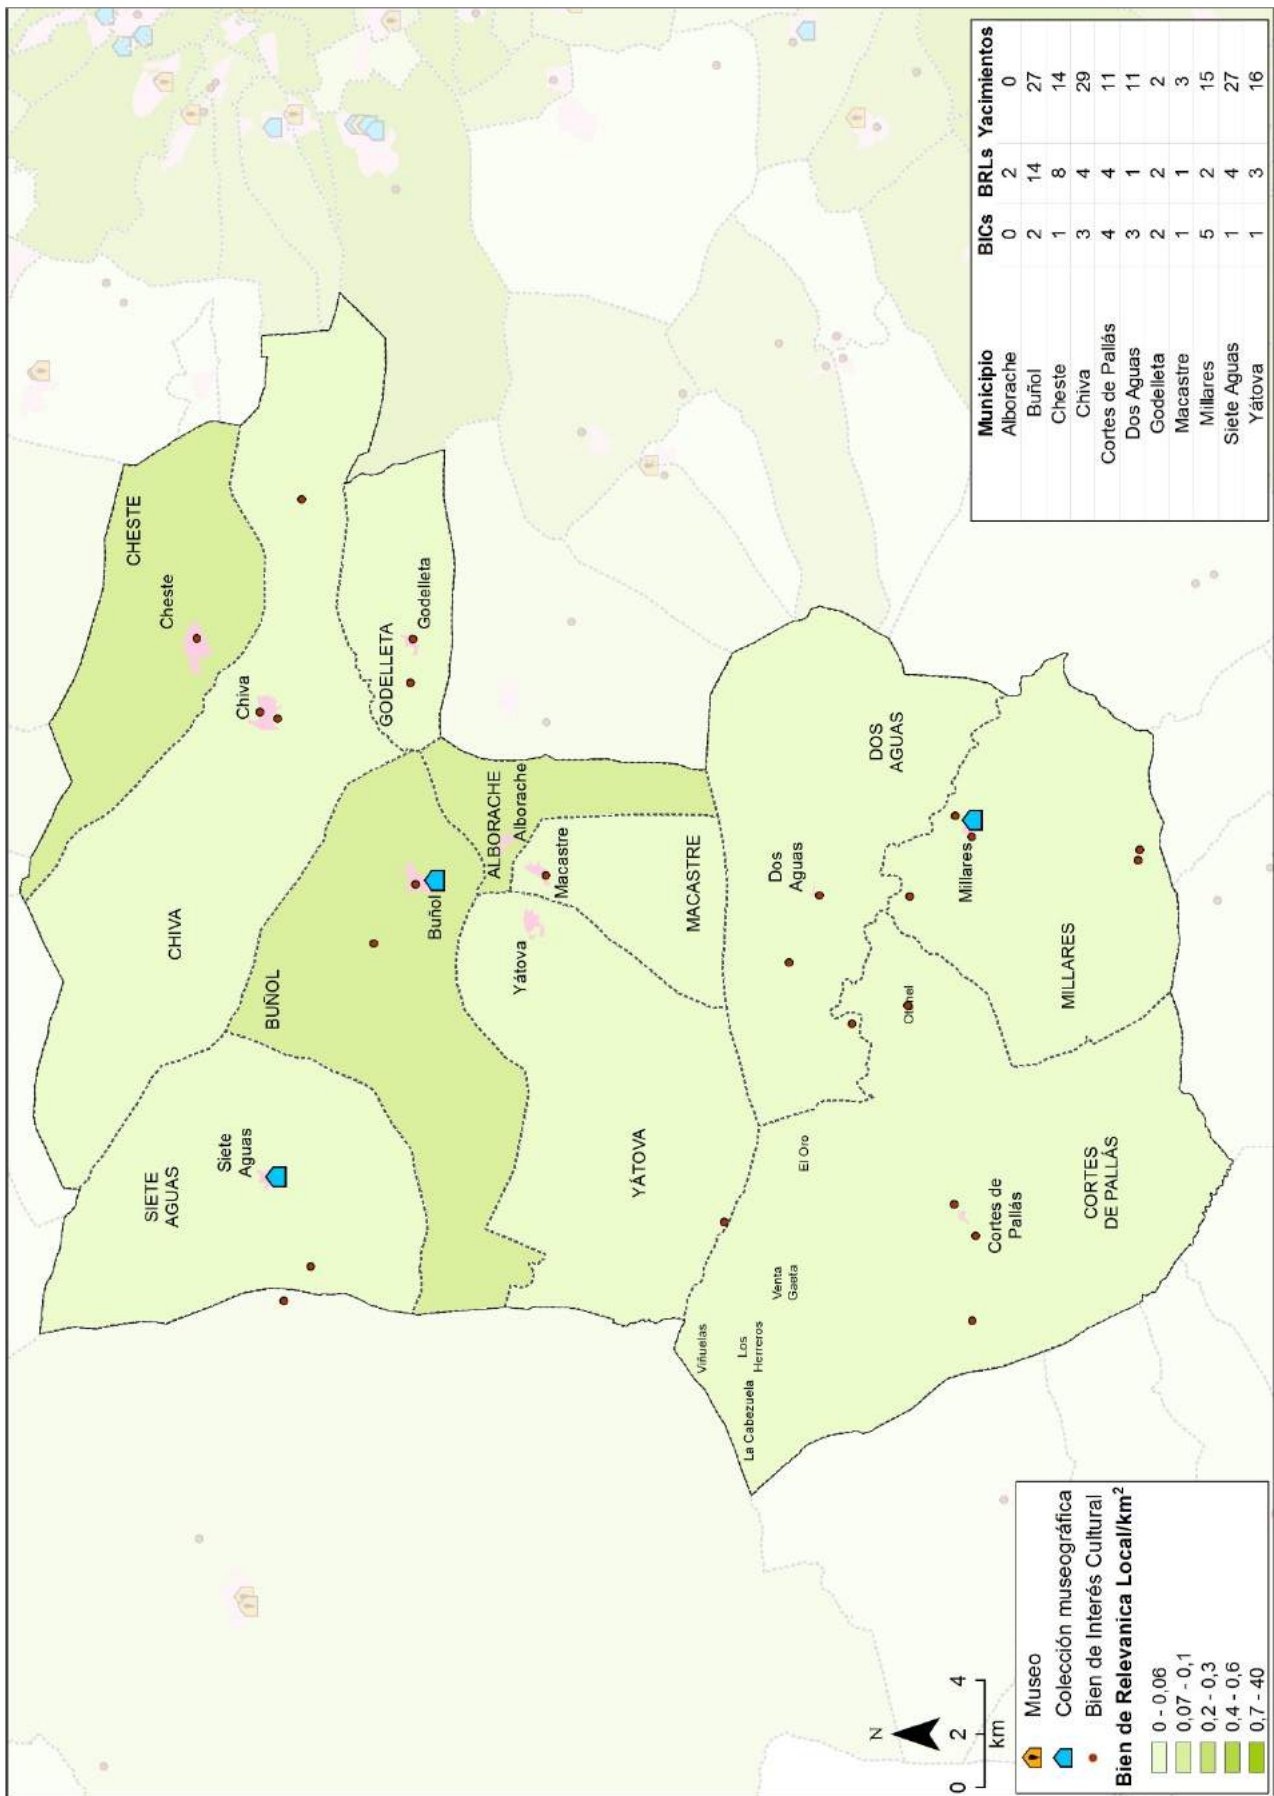 CHESTE
Cheste
Chiva
CHIVA
GODELLETA
Godelleta
BUÑOL
Buñol
SIETE
AGUAS
Siete
Aguas
ALBORACHE
Alborache
Macastre
MACASTRE
Yátova
YÁTOVA
DOS
AGUAS
Dos
Aguas
Millares
MILLARES
El Oro
Cortes de
Pallás
CORTES
DE PALLÁS
Venta
Gaeta
Viñuelas
Los
Herreros
La Cabezuela
N
0 2 4
km
Museo
Colección museográfica
Bien de Interés Cultural
Bien de Relevanica Local/km²
0 - 0,06
0,07 - 0,1
0,2 - 0,3
0,4 - 0,6
0,7 - 40
Municipio BICs BRLs Yacimientos
Alborache 0 2 0
Buñol 2 14 27
Cheste 1 8 14
Chiva 3 4 29
Cortes de Pallás 4 4 11
Dos Aguas 3 1 11
Godelleta 2 2 2
Macastre 1 1 3
Millares 5 2 15
Siete Aguas 1 4 27
Yátova 1 3 16